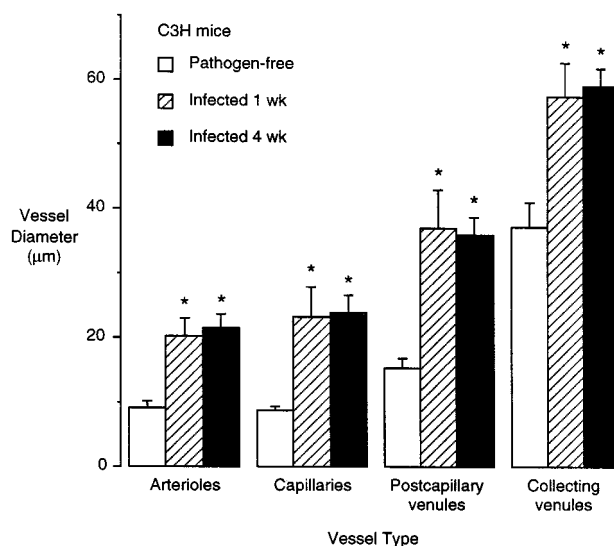 C3H mice
Pathogen-free
Infected 1 wk
Infected 4 wk
Vessel
Diameter
(μm)
60
40
20
0
* * * * * * * *
Arterioles
Capillaries
Postcapillary
venules
Collecting
venules
Vessel Type